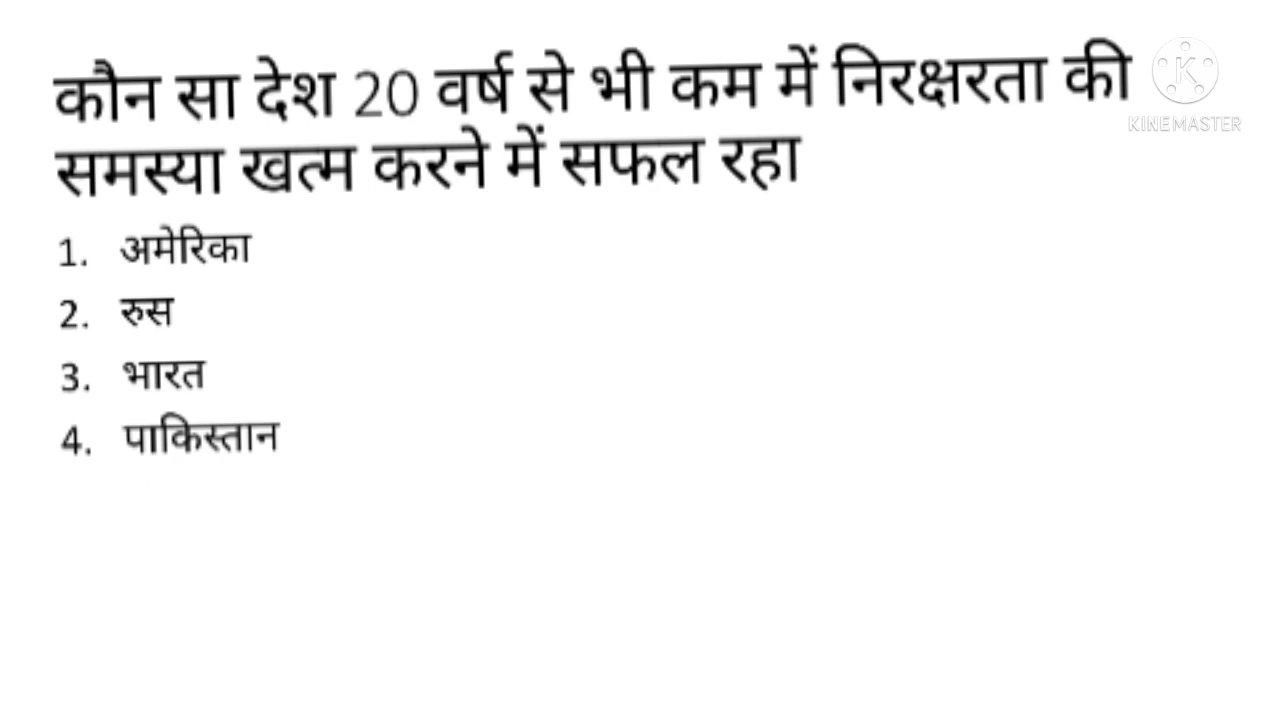 कौन सा देश 20 वर्ष से भी कम में निरक्षरता की
समस्या खत्म करने में सफल रहा
1. अमेरिका
2. रुस
3. भारत
4. पाकिस्तान
K
KINEMASTER